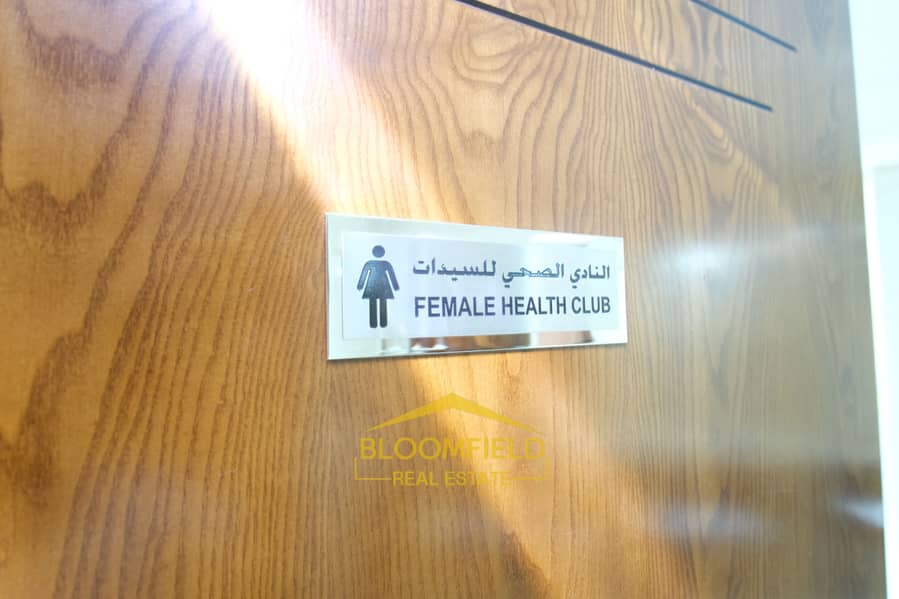 النادي الصحي للسيدات
FEMALE HEALTH CLUB
BLOOMFIELD
REAL ESTATE